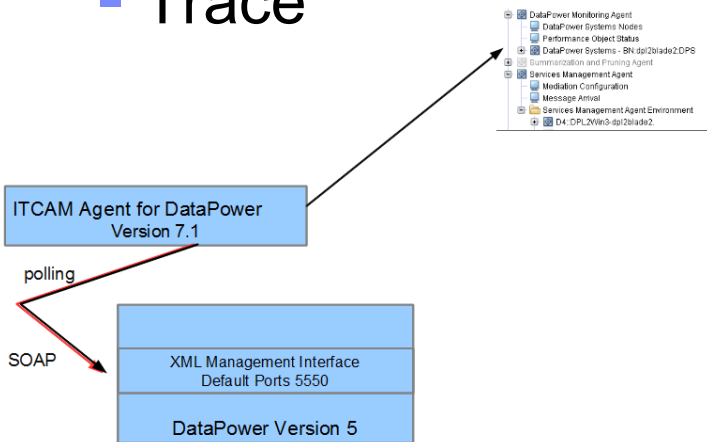 Trace
DataPower Monitoring Agent
DataPower Systems Nodes
Performance Object Status
DataPower Systems - BN:dpl2blade2:DPS
Summarization and Pruning Agent
Services Management Agent
Mediation Configuration
Message Arrival
Services Management Agent Environment
D4::DPL2Win3-dpl2blade2.
ITCAM Agent for DataPower
Version 7.1
polling
SOAP
XML Management Interface
Default Ports 5550
DataPower Version 5